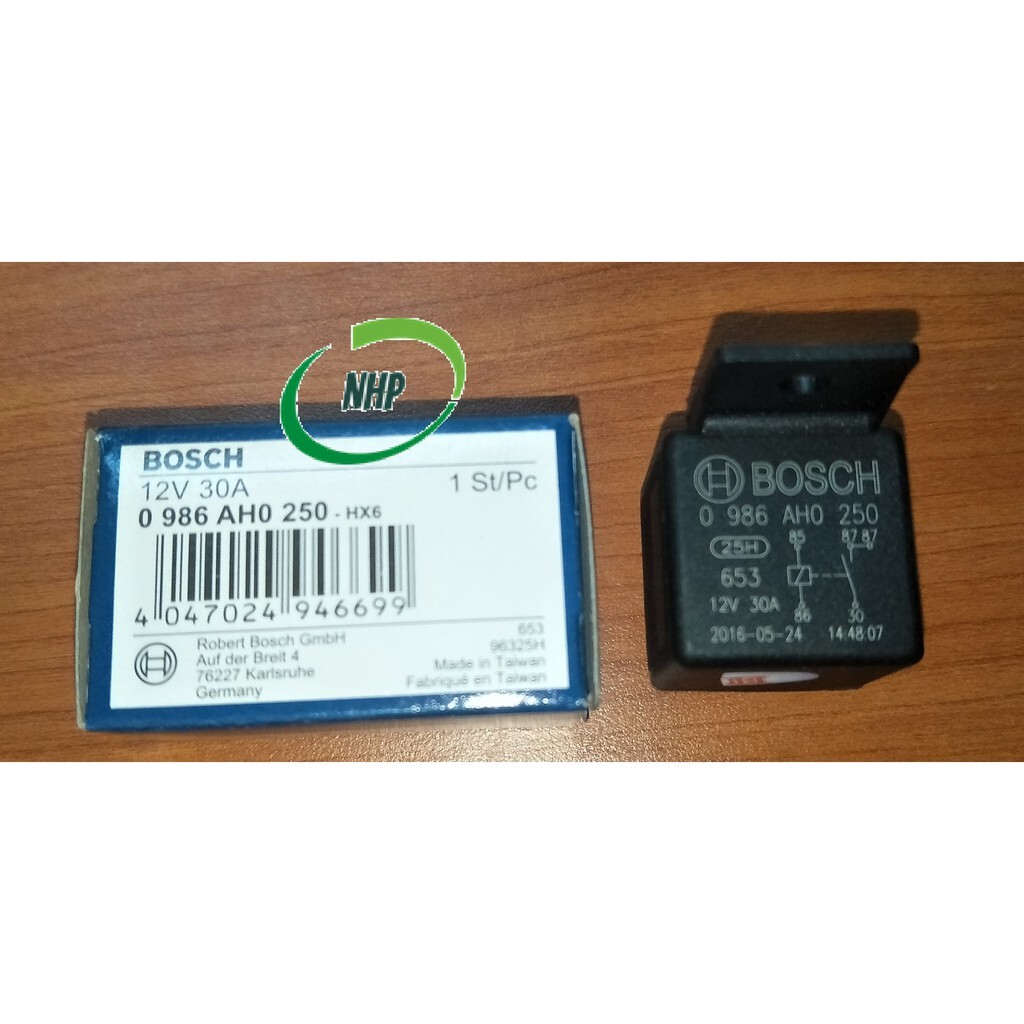 NHP
BOSCH
12V 30A
1 St/Pc
0 986 AH0 250 - HX6
4 047024 946699
Robert Bosch GmbH
Auf der Breit 4
76227 Karlsruhe
Germany
653
96325H
Made in Taiwan
Fabriqué en Taiwan
BOSCH
0 986 AH0 250
25H
85
87 87
653
12V 30A
86
30
2016-05-24 14:48:07